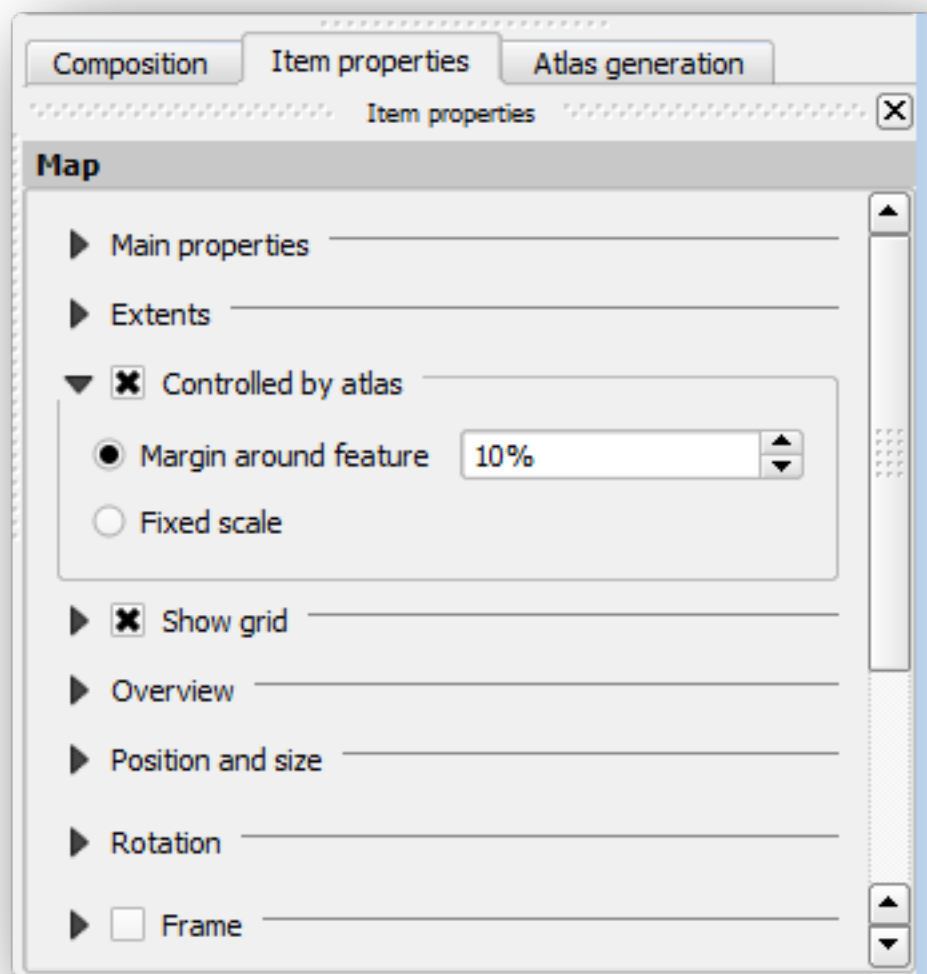 Composition Item properties Atlas generation
Item properties
Map
Main properties
Extents
Controlled by atlas
Margin around feature 10%
Fixed scale
Show grid
Overview
Position and size
Rotation
Frame